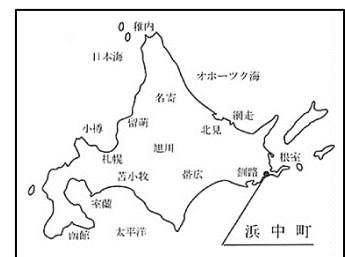 稚内
日本海
オホーツク海
名寄
網走
小樽
留萌
北見
札幌
旭川
根室
苫小牧
帯広
釧路
室蘭
函館
太平洋
浜中町